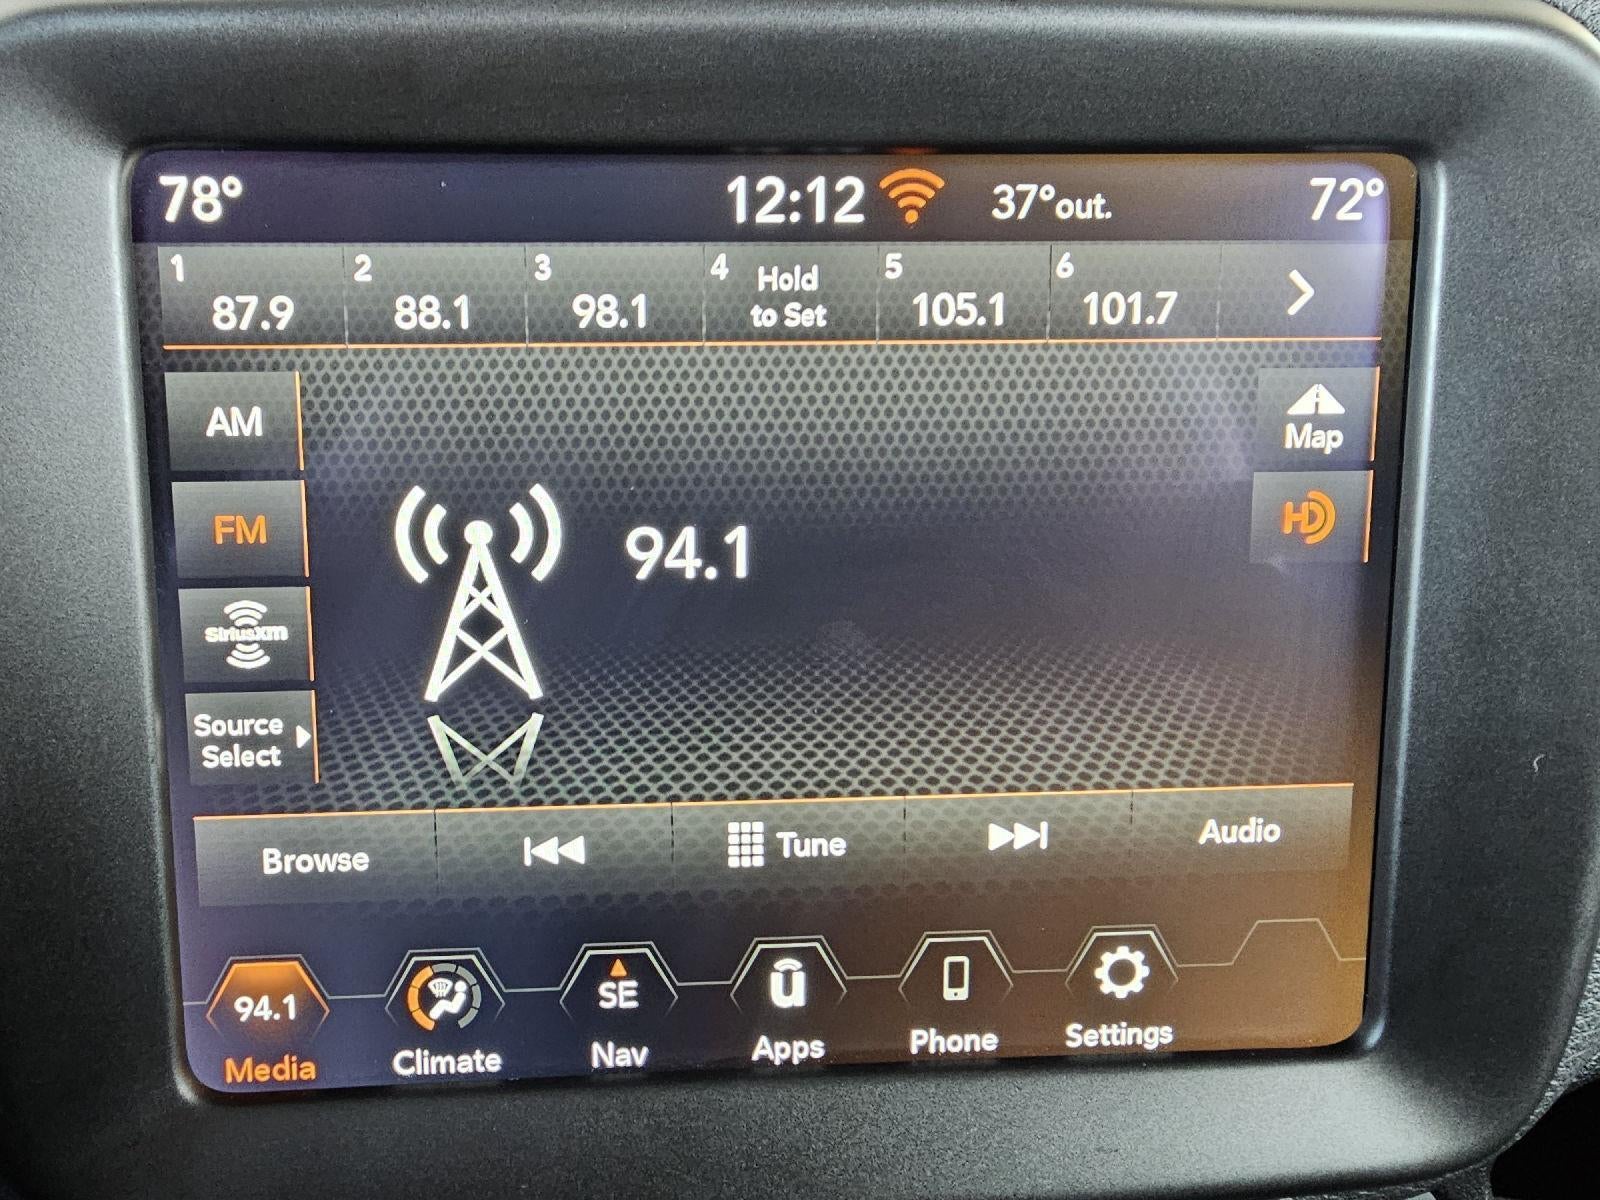 78° 12:12 37°out. 72°
1 2 3 4 Hold 5 6
87.9 88.1 98.1 to Set 105.1 101.7
AM
Map
FM
HD
94.1
SiriusXm
Source
Select
Browse Tune Audio
94.1 SE u
Media Climate Nav Apps Phone Settings